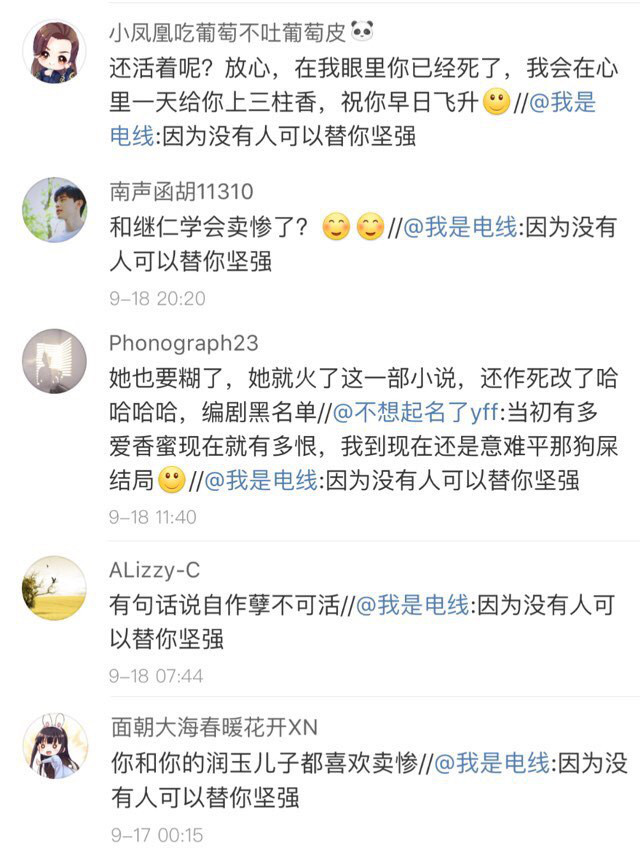 小凤凰吃葡萄不吐葡萄皮🐼
还活着呢？放心，在我眼里你已经死了，我会在心
里一天给你上三柱香，祝你早日飞升🙂//@我是
电线:因为没有人可以替你坚强
南声函胡11310
和继仁学会卖惨了？😊😊//@我是电线:因为没有
人可以替你坚强
9-18 20:20
Phonograph23
她也要糊了，她就火了这一部小说，还作死改了哈
哈哈哈哈，编剧黑名单//@不想起名了yff:当初有多
爱香蜜现在就有多恨，我到现在还是意难平那狗屎
结局🙂//@我是电线:因为没有人可以替你坚强
9-18 11:40
ALizzy-C
有句话说自作孽不可活//@我是电线:因为没有人可
以替你坚强
9-18 07:44
面朝大海春暖花开XN
你和你的润玉儿子都喜欢卖惨//@我是电线:因为没
有人可以替你坚强
9-17 00:15